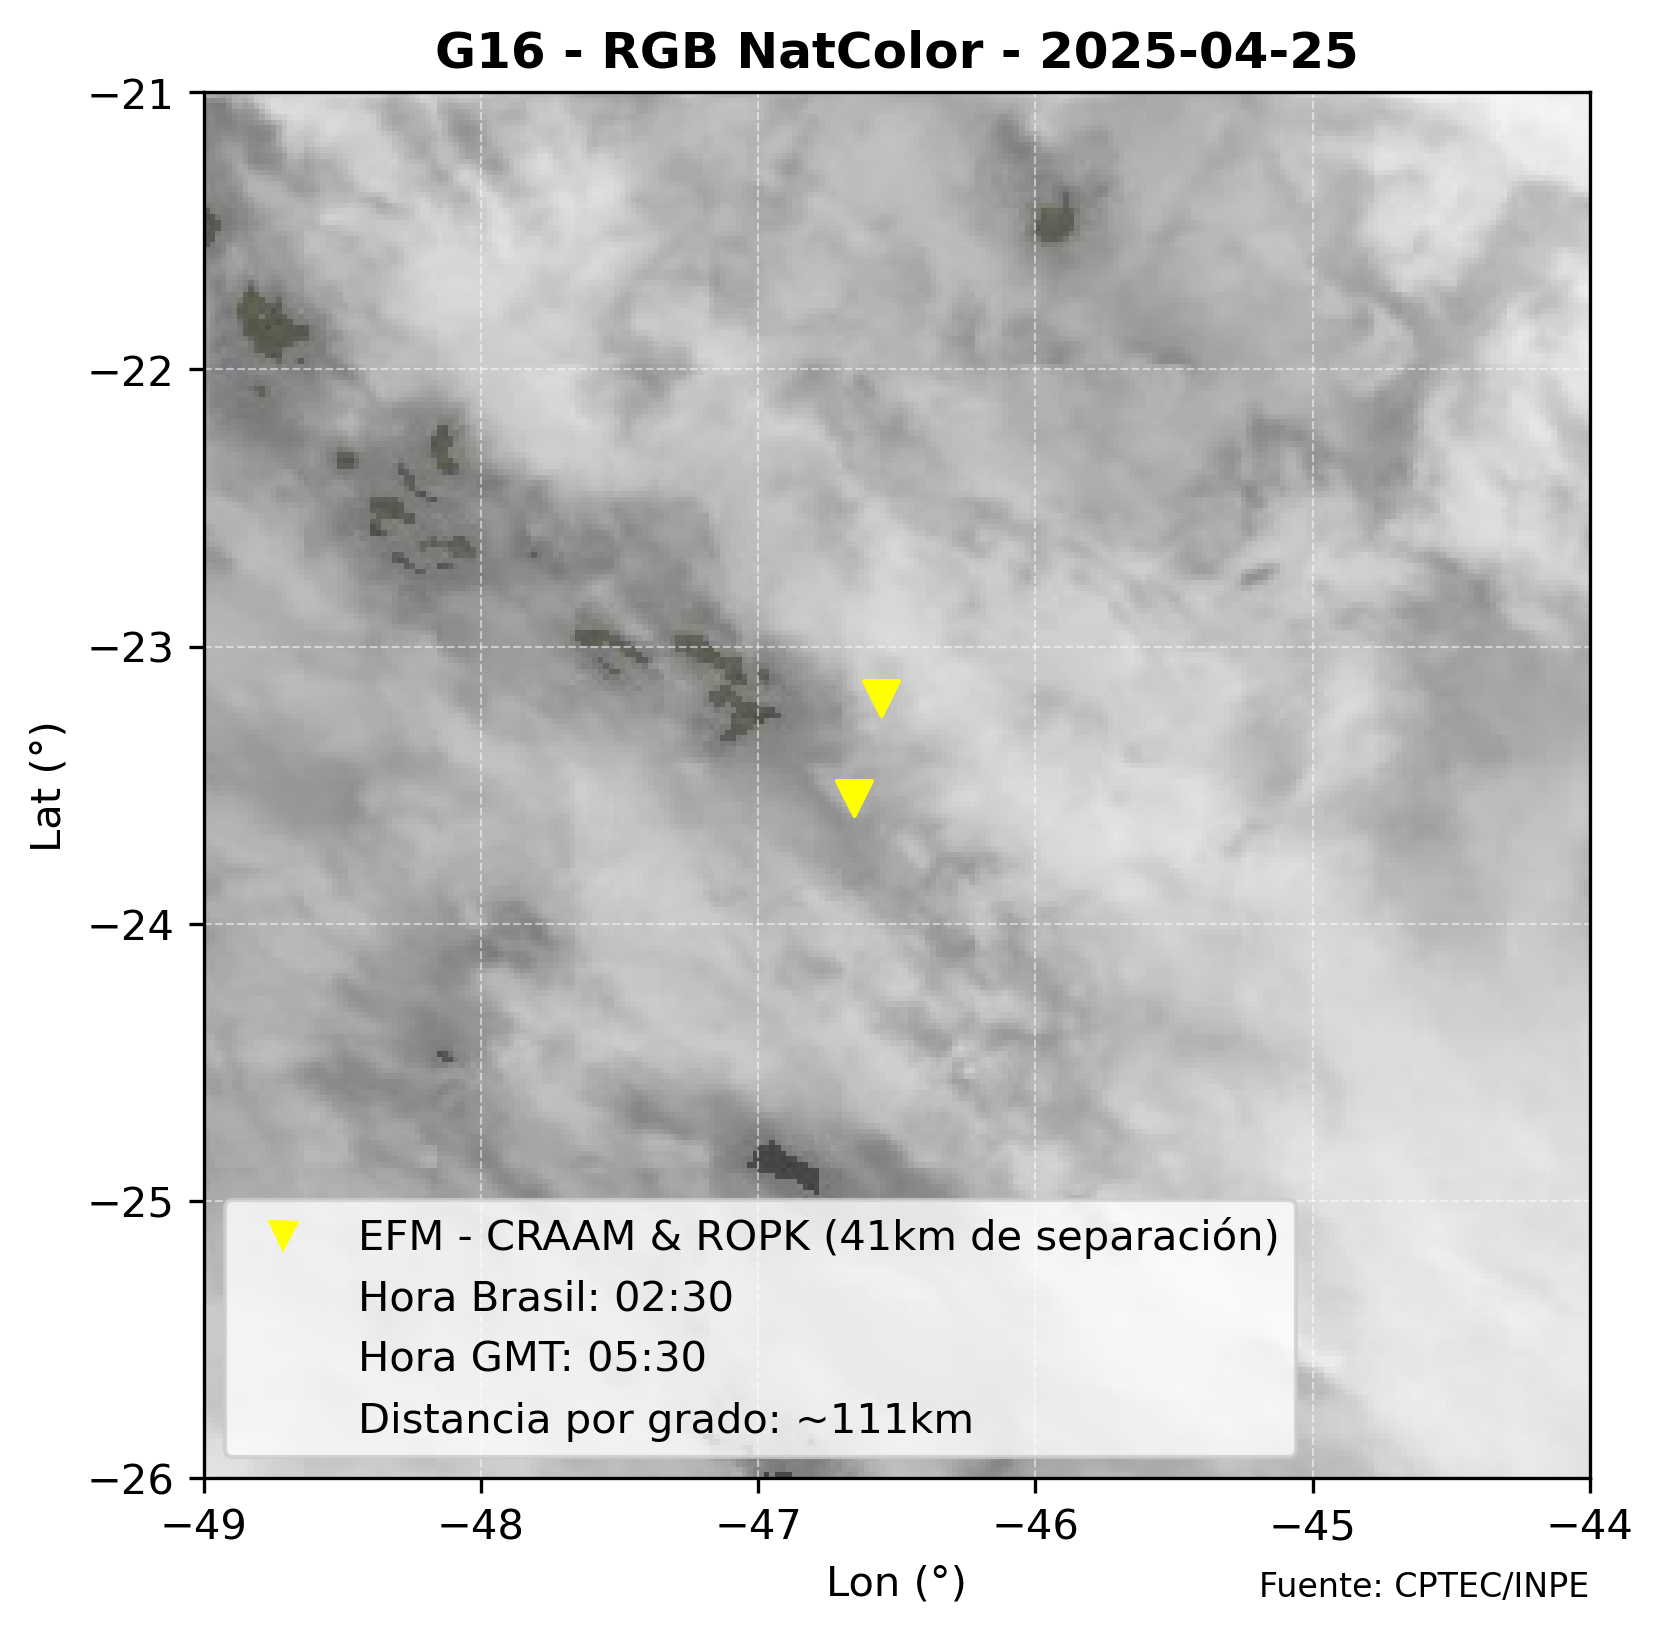 G16 - RGB NatColor - 2025-04-25
−21
−22
−23
−24
−25
−26
Lat (°)
EFM - CRAAM & ROPK (41km de separación)
Hora Brasil: 02:30
Hora GMT: 05:30
Distancia por grado: ~111km
−49 −48 −47 −46 −45 −44
Lon (°)
Fuente: CPTEC/INPE